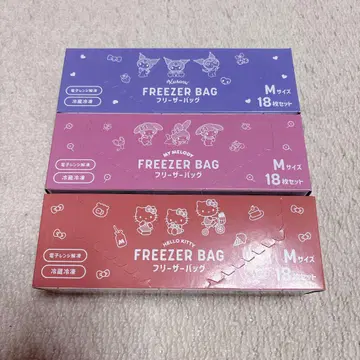 Kuromi
FREEZER BAG
フリーザーバッグ
電子レンジ解凍
冷蔵冷凍
Mサイズ
18枚セット
MY MELODY
FREEZER BAG
フリーザーバッグ
電子レンジ解凍
冷蔵冷凍
Mサイズ
18枚セット
HELLO KITTY
FREEZER BAG
フリーザーバッグ
電子レンジ解凍
冷蔵冷凍
Mサイズ
18枚セット